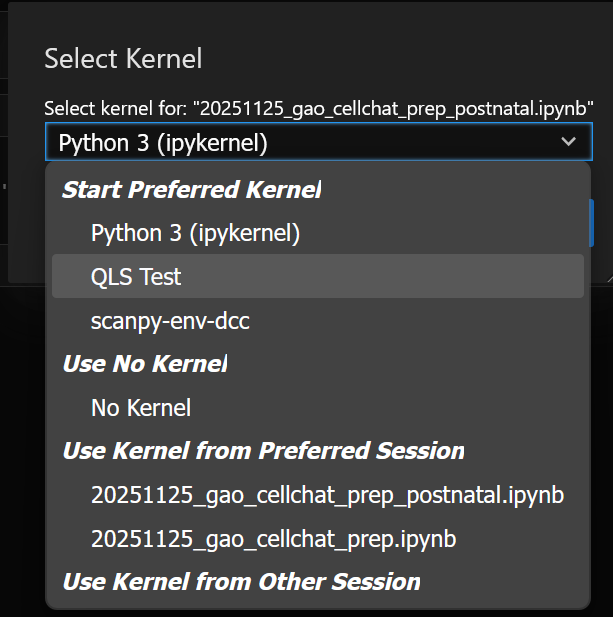 Select Kernel
Select kernel for: "20251125_gao_cellchat_prep_postnatal.ipynb"
Python 3 (ipykernel)
Start Preferred Kernel
Python 3 (ipykernel)
QLS Test
scanpy-env-dcc
Use No Kernel
No Kernel
Use Kernel from Preferred Session
20251125_gao_cellchat_prep_postnatal.ipynb
20251125_gao_cellchat_prep.ipynb
Use Kernel from Other Session